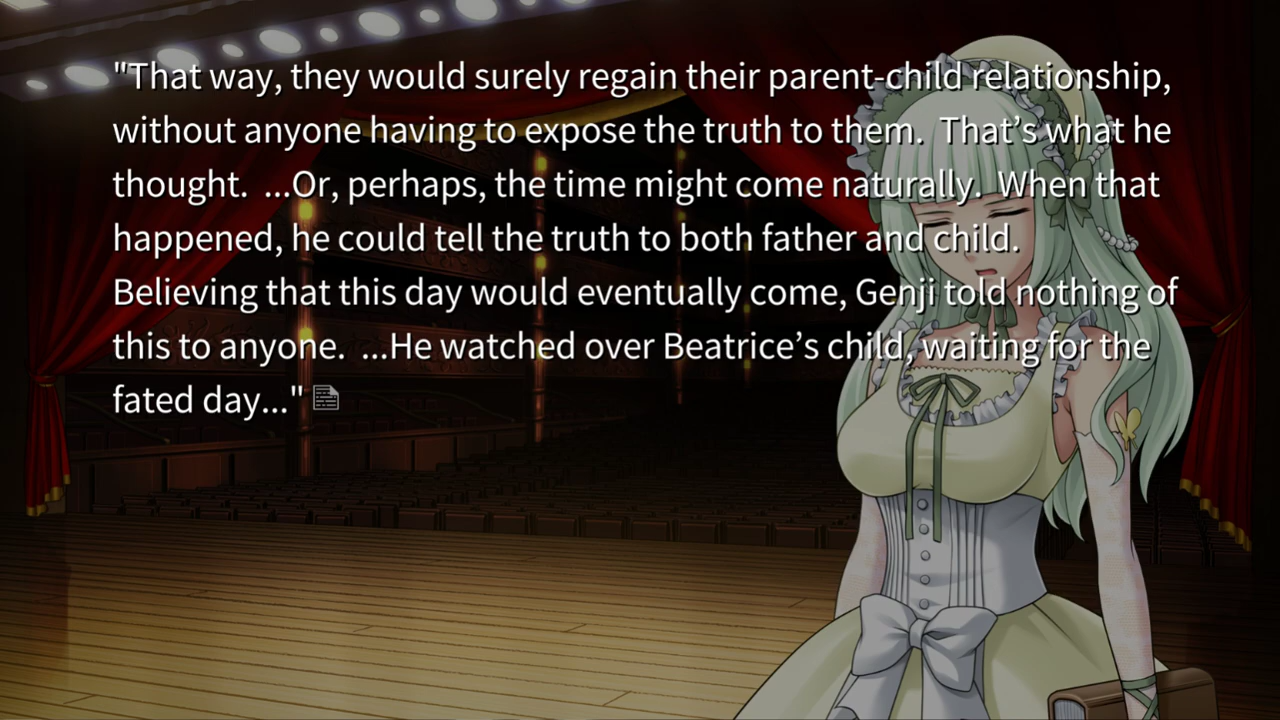 "That way, they would surely regain their parent-child relationship,
without anyone having to expose the truth to them.  That’s what he
thought.  ...Or, perhaps, the time might come naturally.  When that
happened, he could tell the truth to both father and child.
Believing that this day would eventually come, Genji told nothing of
this to anyone.  ...He watched over Beatrice’s child, waiting for the
fated day..."